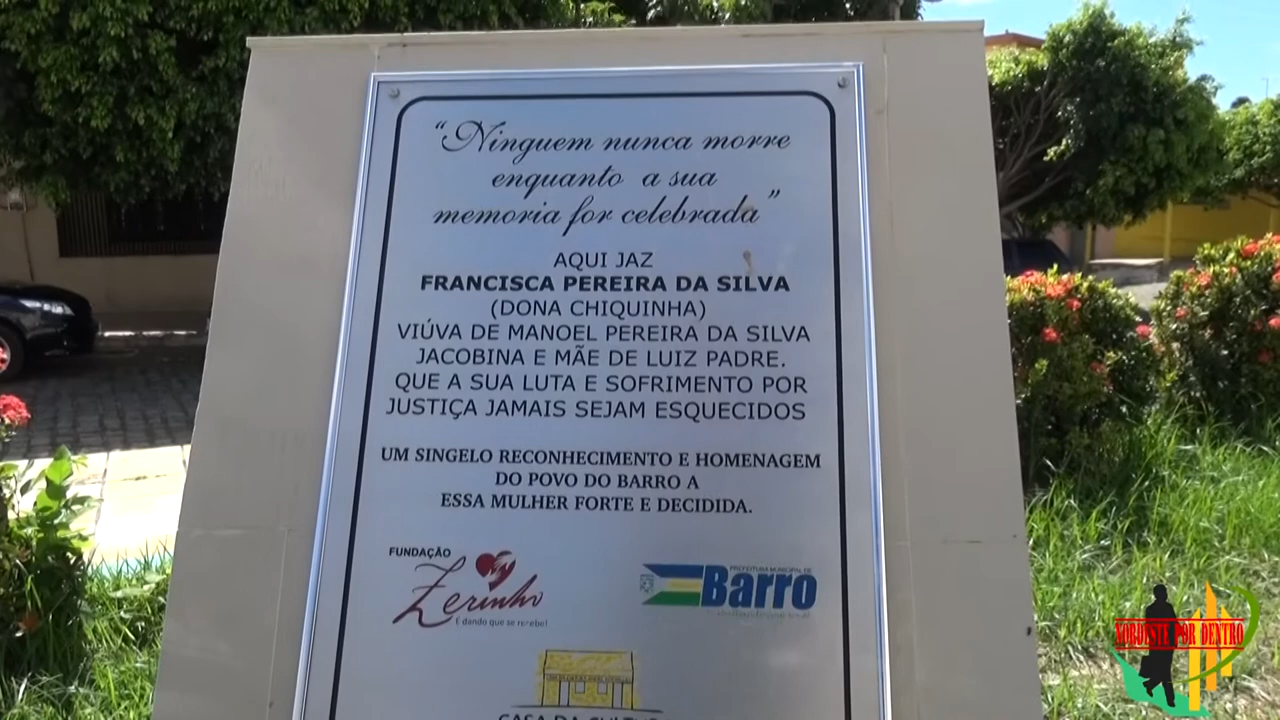 “Ninguem nunca morre
enquanto a sua
memoria for celebrada”
AQUI JAZ
FRANCISCA PEREIRA DA SILVA
(DONA CHIQUINHA)
VIÚVA DE MANOEL PEREIRA DA SILVA
JACOBINA E MÃE DE LUIZ PADRE.
QUE A SUA LUTA E SOFRIMENTO POR
JUSTIÇA JAMAIS SEJAM ESQUECIDOS
UM SINGELO RECONHECIMENTO E HOMENAGEM
DO POVO DO BARRO A
ESSA MULHER FORTE E DECIDIDA.
FUNDAÇÃO
Zerinho
É dando que se recebe!
PREFEITURA MUNICIPAL DE
Barro
CASA DA CULTURA
NORDESTE POR DENTRO